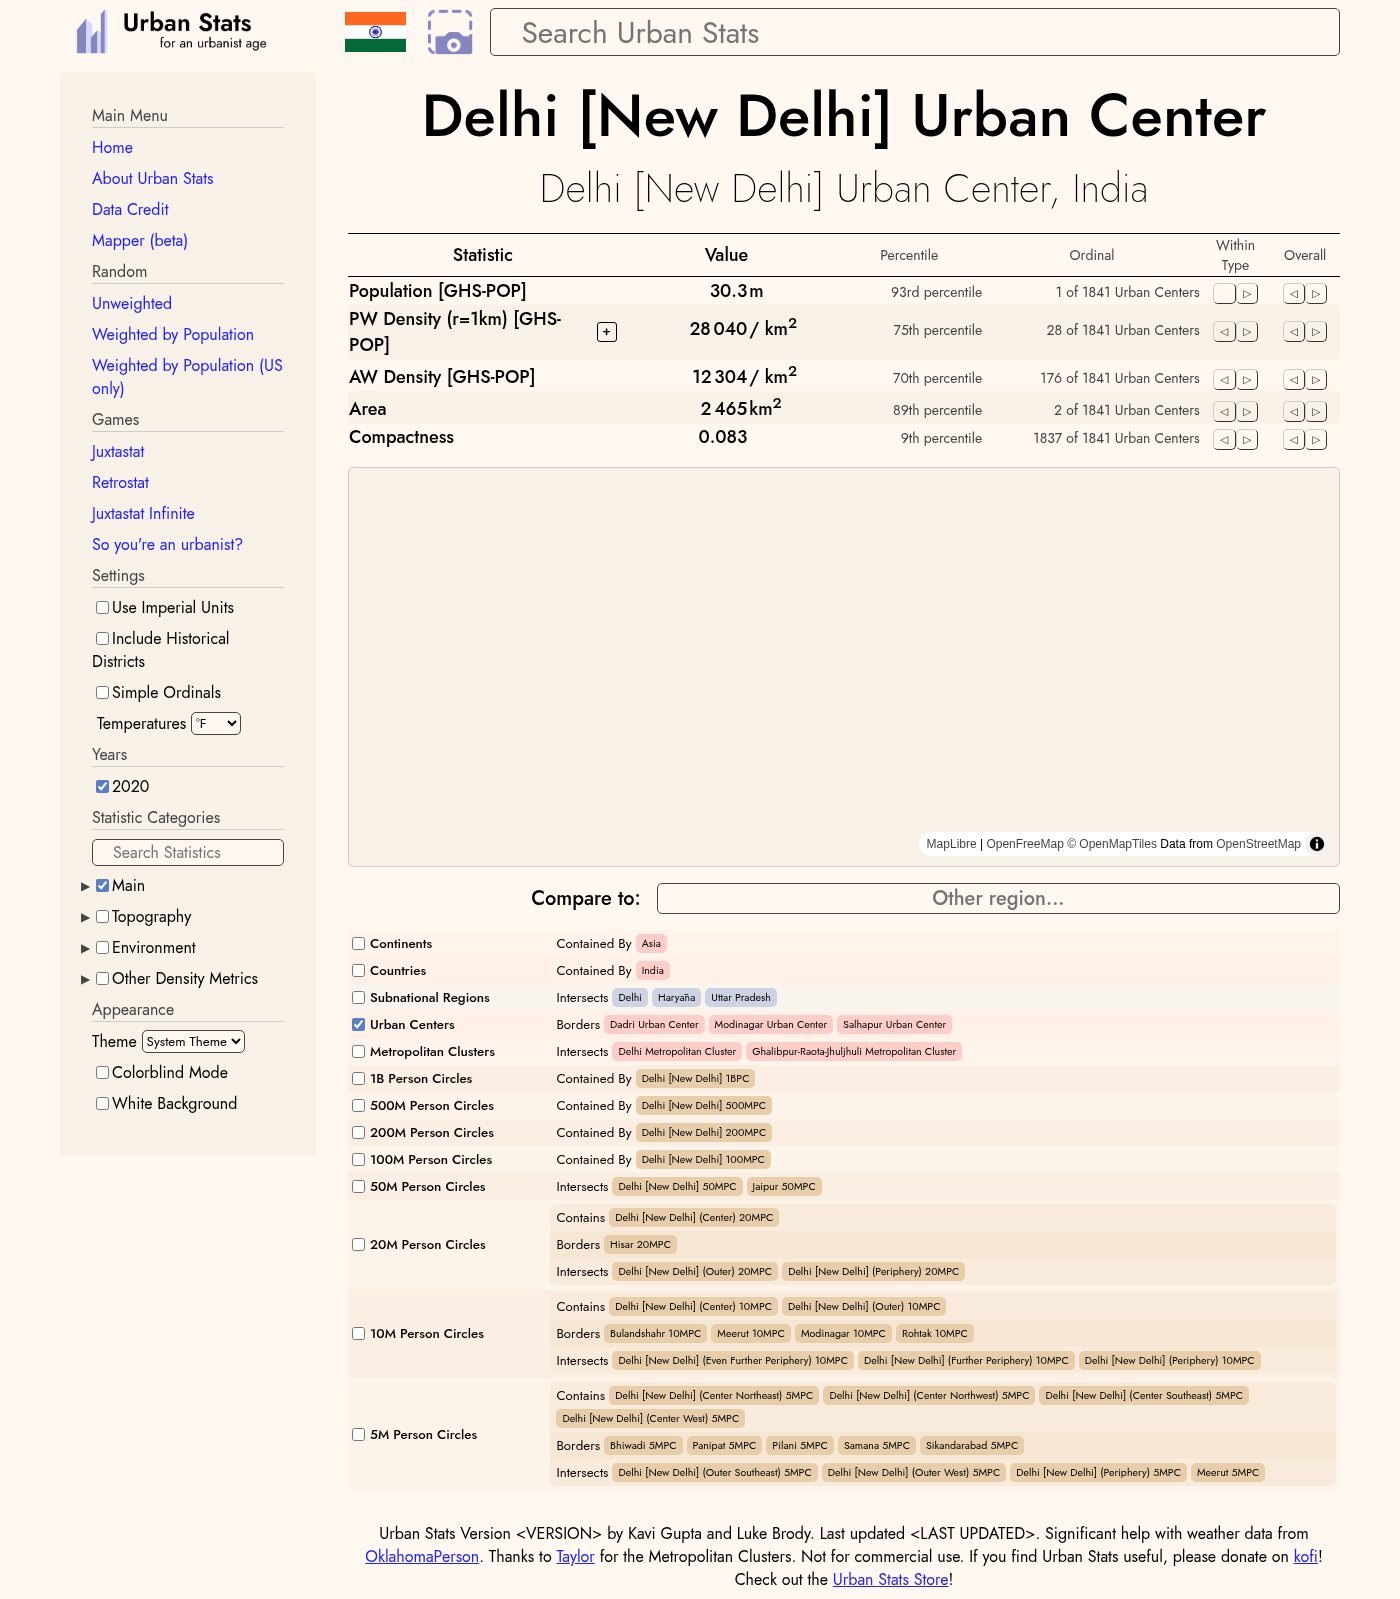 Urban Stats
for an urbanist age
Search Urban Stats
Main Menu
Home
About Urban Stats
Data Credit
Mapper (beta)
Random
Unweighted
Weighted by Population
Weighted by Population (US
only)
Games
Juxtastat
Retrostat
Juxtastat Infinite
So you're an urbanist?
Settings
Use Imperial Units
Include Historical
Districts
Simple Ordinals
Temperatures °F
Years
2020
Statistic Categories
Search Statistics
Main
Topography
Environment
Other Density Metrics
Appearance
Theme System Theme
Colorblind Mode
White Background
Delhi [New Delhi] Urban Center
Delhi [New Delhi] Urban Center, India
Statistic Value Percentile Ordinal Within Type Overall
Population [GHS-POP] 30.3 m 93rd percentile 1 of 1841 Urban Centers
PW Density (r=1km) [GHS-
POP] + 28 040 / km2 75th percentile 28 of 1841 Urban Centers
AW Density [GHS-POP] 12 304 / km2 70th percentile 176 of 1841 Urban Centers
Area 2 465 km2 89th percentile 2 of 1841 Urban Centers
Compactness 0.083 9th percentile 1837 of 1841 Urban Centers
MapLibre | OpenFreeMap © OpenMapTiles Data from OpenStreetMap
Compare to: Other region...
Continents Contained By Asia
Countries Contained By India
Subnational Regions Intersects Delhi Haryāna Uttar Pradesh
Urban Centers Borders Dadri Urban Center Modinagar Urban Center Salhapur Urban Center
Metropolitan Clusters Intersects Delhi Metropolitan Cluster Ghalibpur-Raota-Jhuljhuli Metropolitan Cluster
1B Person Circles Contained By Delhi [New Delhi] 1BPC
500M Person Circles Contained By Delhi [New Delhi] 500MPC
200M Person Circles Contained By Delhi [New Delhi] 200MPC
100M Person Circles Contained By Delhi [New Delhi] 100MPC
50M Person Circles Intersects Delhi [New Delhi] 50MPC Jaipur 50MPC
20M Person Circles
Contains Delhi [New Delhi] (Center) 20MPC
Borders Hisar 20MPC
Intersects Delhi [New Delhi] (Outer) 20MPC Delhi [New Delhi] (Periphery) 20MPC
10M Person Circles
Contains Delhi [New Delhi] (Center) 10MPC Delhi [New Delhi] (Outer) 10MPC
Borders Bulandshahr 10MPC Meerut 10MPC Modinagar 10MPC Rohtak 10MPC
Intersects Delhi [New Delhi] (Even Further Periphery) 10MPC Delhi [New Delhi] (Further Periphery) 10MPC Delhi [New Delhi] (Periphery) 10MPC
5M Person Circles
Contains Delhi [New Delhi] (Center Northeast) 5MPC Delhi [New Delhi] (Center Northwest) 5MPC Delhi [New Delhi] (Center Southeast) 5MPC
Delhi [New Delhi] (Center West) 5MPC
Borders Bhiwadi 5MPC Panipat 5MPC Pilani 5MPC Samana 5MPC Sikandarabad 5MPC
Intersects Delhi [New Delhi] (Outer Southeast) 5MPC Delhi [New Delhi] (Outer West) 5MPC Delhi [New Delhi] (Periphery) 5MPC Meerut 5MPC
Urban Stats Version <VERSION> by Kavi Gupta and Luke Brody. Last updated <LAST UPDATED>. Significant help with weather data from
OklahomaPerson. Thanks to Taylor for the Metropolitan Clusters. Not for commercial use. If you find Urban Stats useful, please donate on kofi!
Check out the Urban Stats Store!